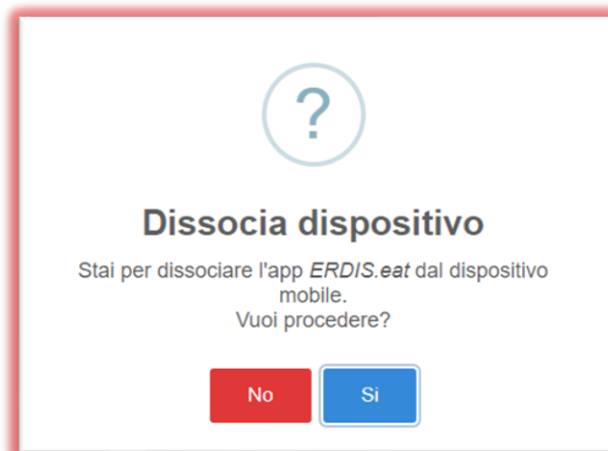 ?
Dissocia dispositivo
Stai per dissociare l'app ERDIS.eat dal dispositivo
mobile.
Vuoi procedere?
No
Si